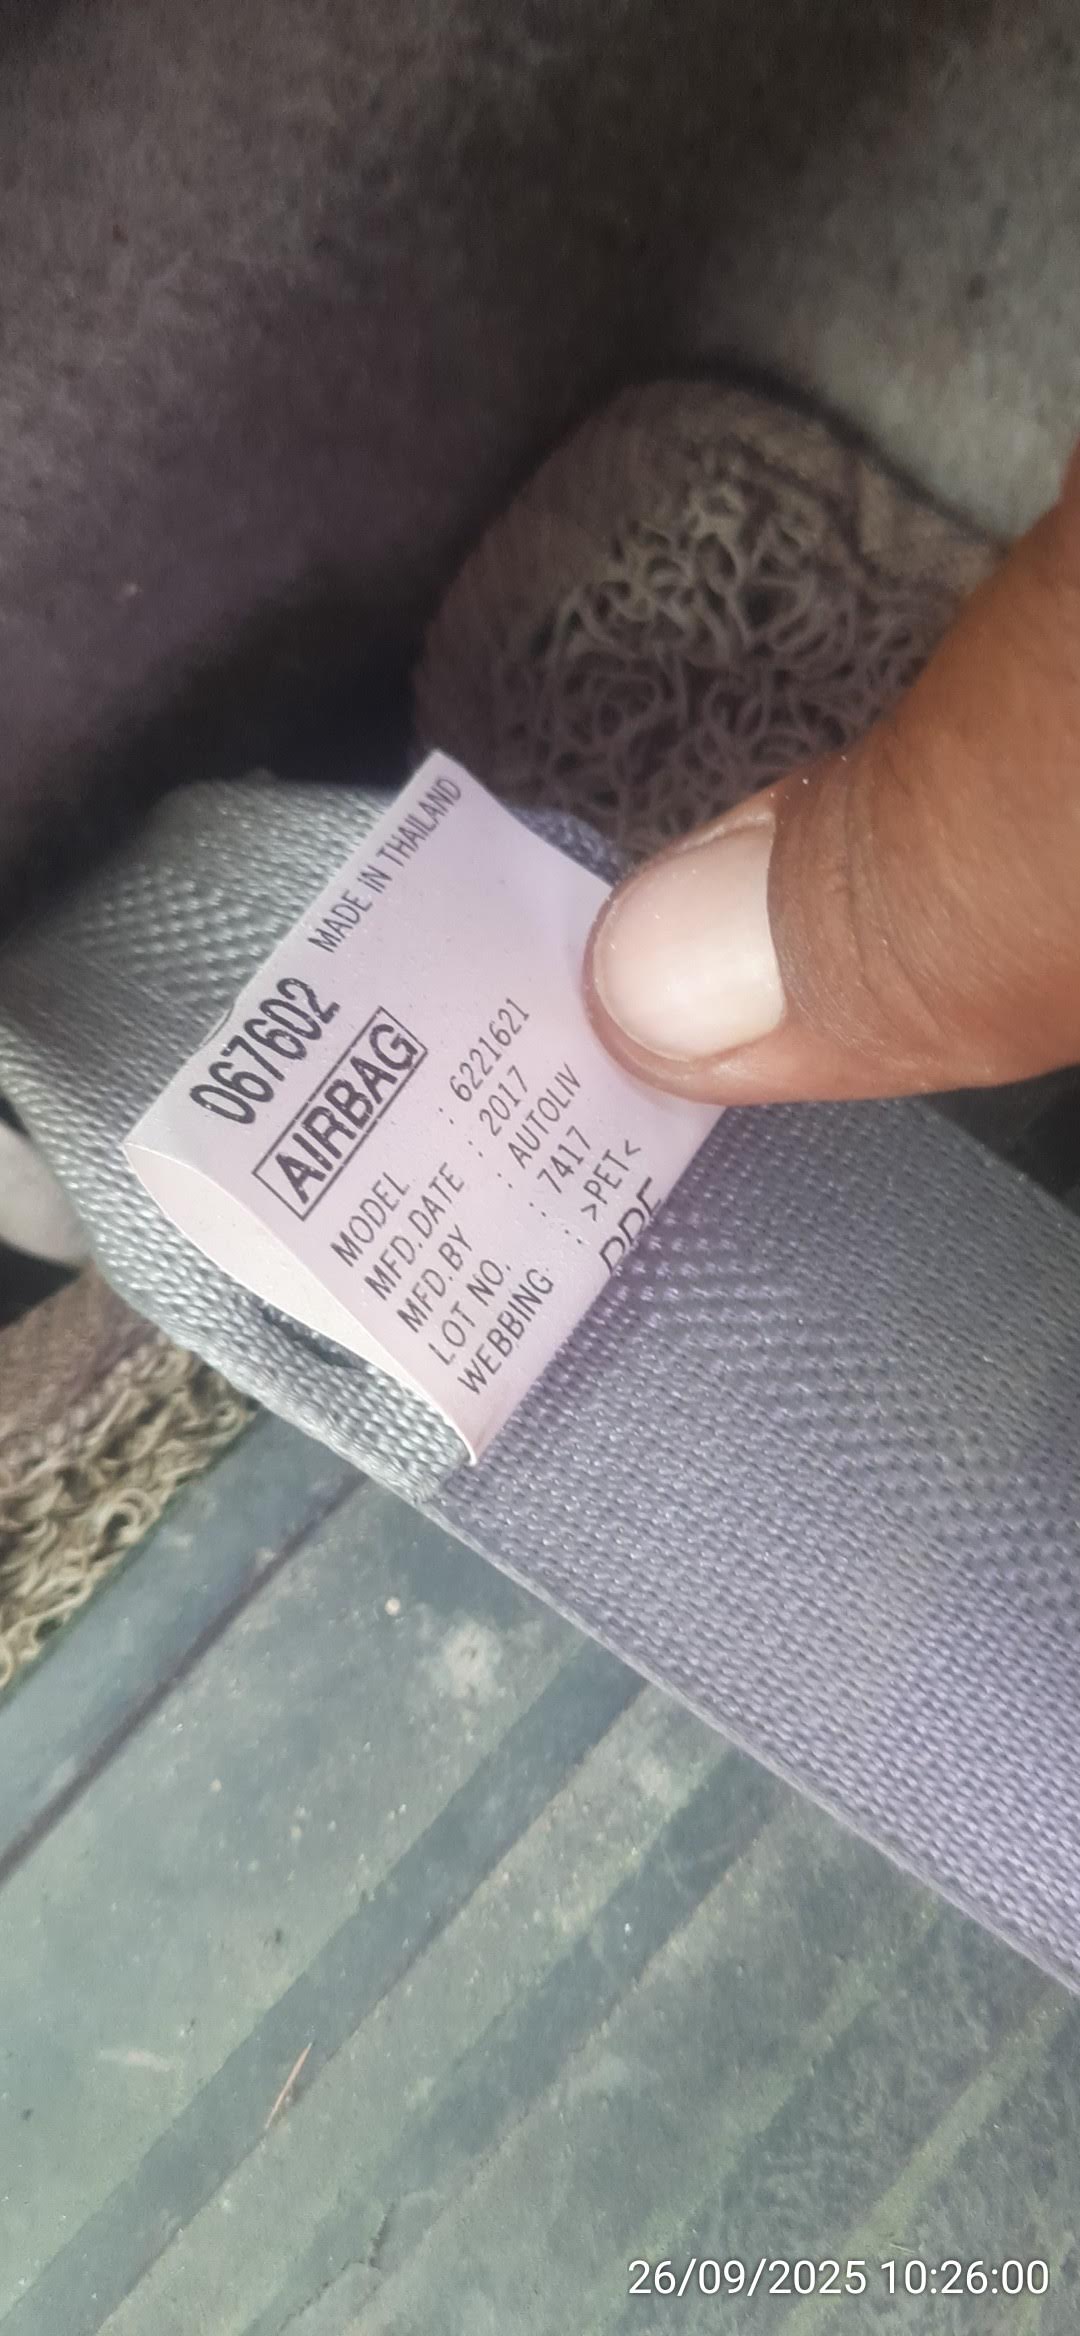 MADE IN THAILAND
067602
AIRBAG
MODEL : 6221621
MFD.DATE : 2017
MFD.BY : AUTOLIV
LOT NO. : 7417
WEBBING : >PET<
26/09/2025 10:26:00